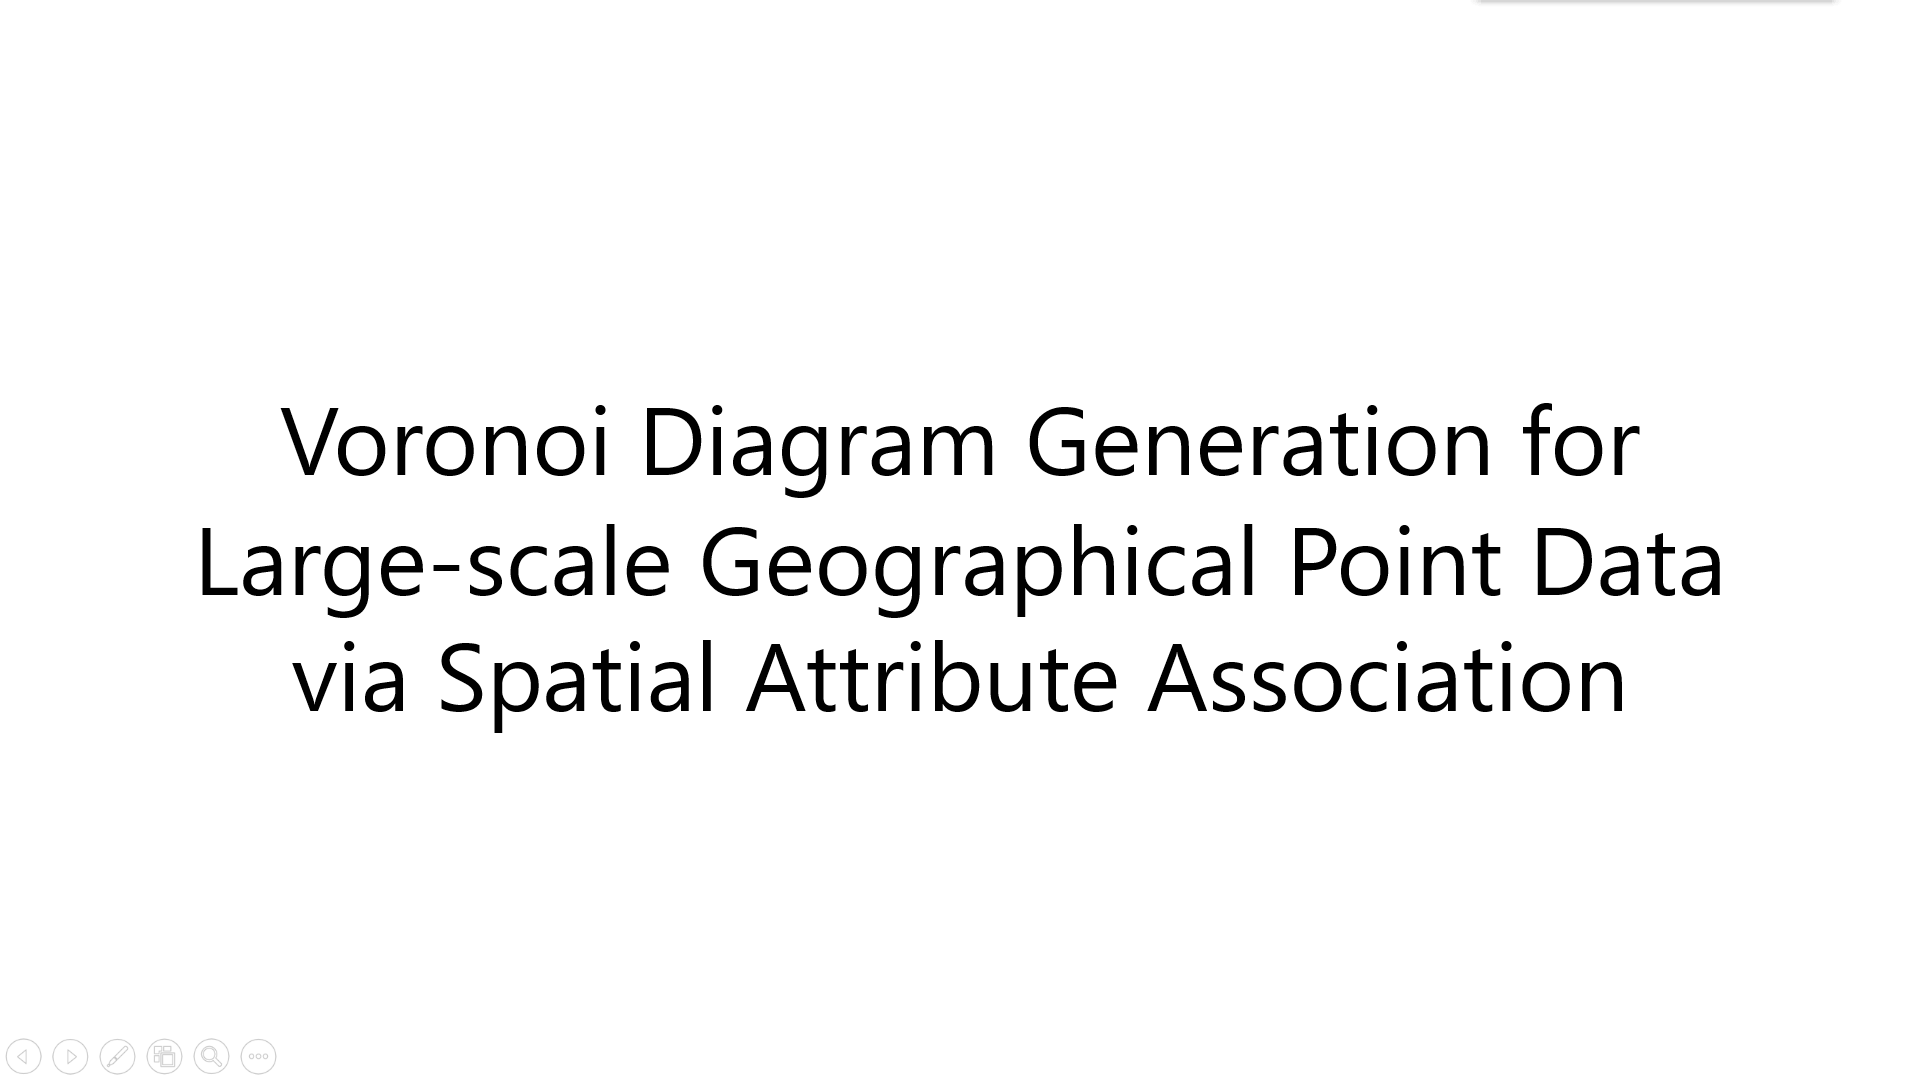 Voronoi Diagram Generation for
Large-scale Geographical Point Data
via Spatial Attribute Association